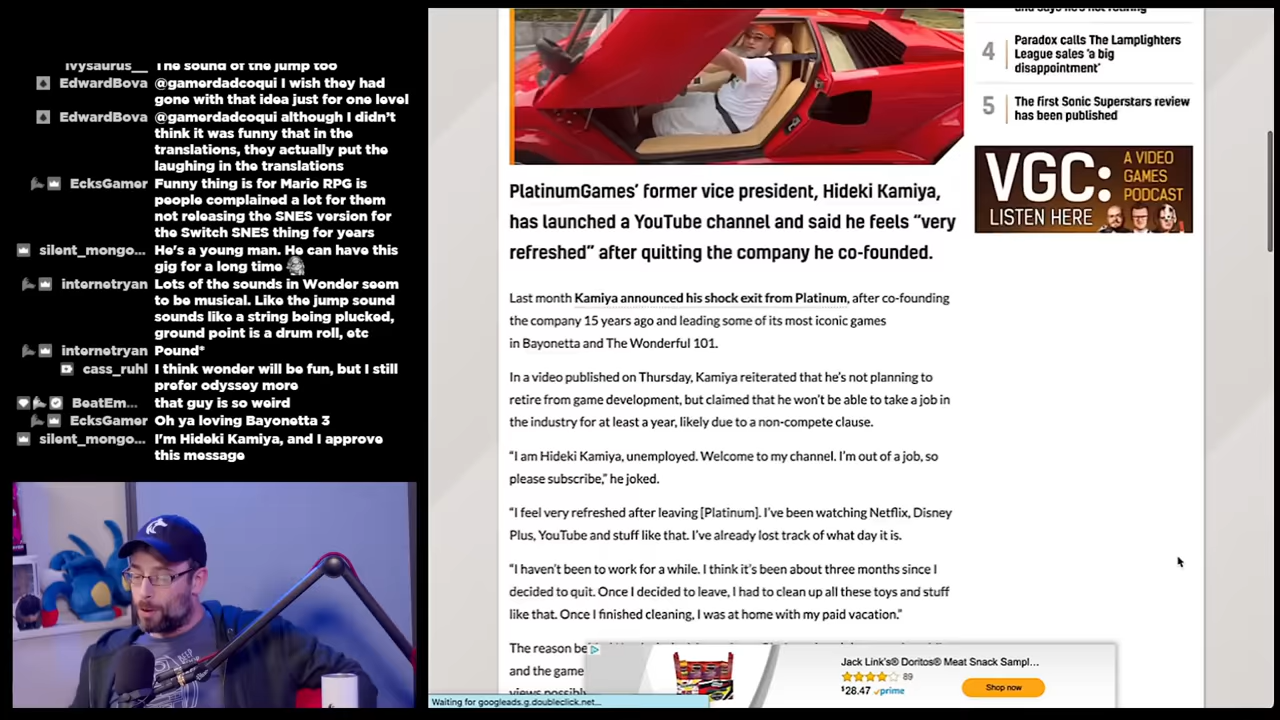 Ivysaurus__ The sound of the jump too
EdwardBova @gamerdadcoqui I wish they had
gone with that idea just for one level
EdwardBova @gamerdadcoqui although I didn't
think it was funny that in the
translations, they actually put the
laughing in the translations
EcksGamer Funny thing is for Mario RPG is
people complained a lot for them
not releasing the SNES version for
the Switch SNES thing for years
silent_mongo... He's a young man. He can have this
gig for a long time
internetryan Lots of the sounds in Wonder seem
to be musical. Like the jump sound
sounds like a string being plucked,
ground point is a drum roll, etc
internetryan Pound*
cass_ruhl I think wonder will be fun, but I still
prefer odyssey more
BeatEm... that guy is so weird
EcksGamer Oh ya loving Bayonetta 3
silent_mongo... I'm Hideki Kamiya, and I approve
this message
PlatinumGames' former vice president, Hideki Kamiya,
has launched a YouTube channel and said he feels "very
refreshed" after quitting the company he co-founded.
Last month Kamiya announced his shock exit from Platinum, after co-founding
the company 15 years ago and leading some of its most iconic games
in Bayonetta and The Wonderful 101.
In a video published on Thursday, Kamiya reiterated that he's not planning to
retire from game development, but claimed that he won't be able to take a job in
the industry for at least a year, likely due to a non-compete clause.
"I am Hideki Kamiya, unemployed. Welcome to my channel. I'm out of a job, so
please subscribe," he joked.
"I feel very refreshed after leaving [Platinum]. I've been watching Netflix, Disney
Plus, YouTube and stuff like that. I've already lost track of what day it is.
"I haven't been to work for a while. I think it's been about three months since I
decided to quit. Once I decided to leave, I had to clean up all these toys and stuff
like that. Once I finished cleaning, I was at home with my paid vacation."
The reason
and the game
views possibly
and says he's not retiring
4 Paradox calls The Lamplighters
League sales 'a big
disappointment'
5 The first Sonic Superstars review
has been published
VGC: A VIDEO
GAMES
PODCAST
LISTEN HERE
Jack Link's® Doritos® Meat Snack Sampl...
89
$28.47 prime
Shop now
Waiting for googleads.g.doubleclick.net...